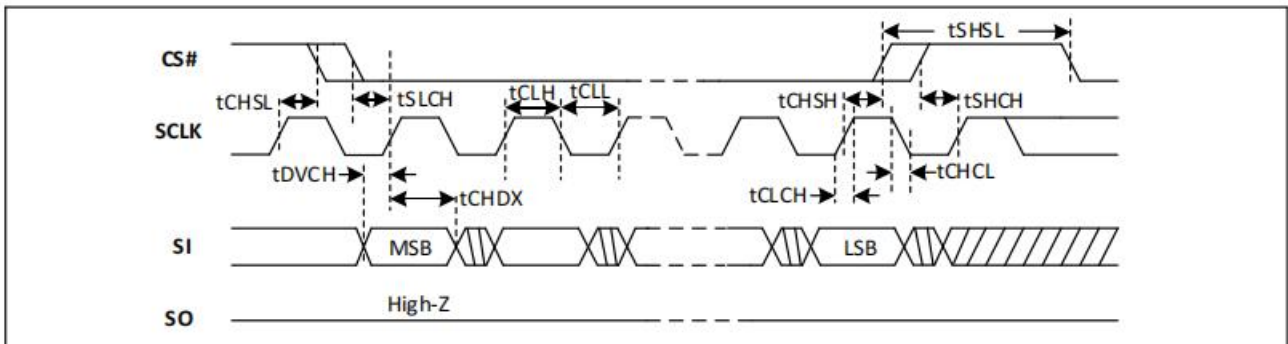 tSHSL
CS#
tCHSL tSLCH tCLH tCLL tCHSH tSHCH
SCLK
tDVCH tCHDX tCLCH tCHCL
SI MSB LSB
High-Z
SO